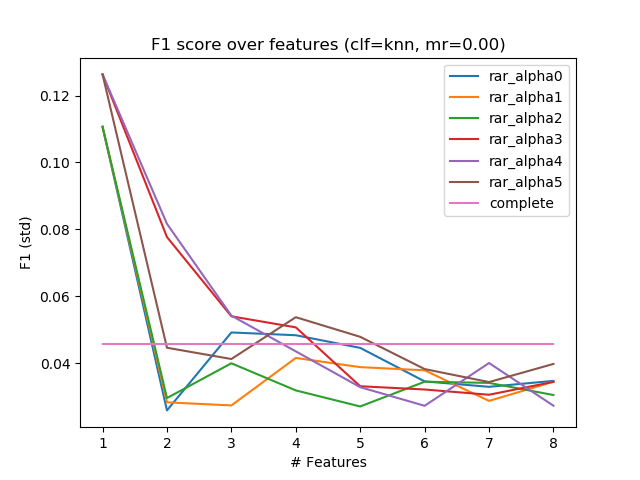 F1 score over features (clf=knn, mr=0.00)
rar_alpha0
rar_alpha1
rar_alpha2
rar_alpha3
rar_alpha4
rar_alpha5
complete
F1 (std)
0.12
0.10
0.08
0.06
0.04
1 2 3 4 5 6 7 8
# Features